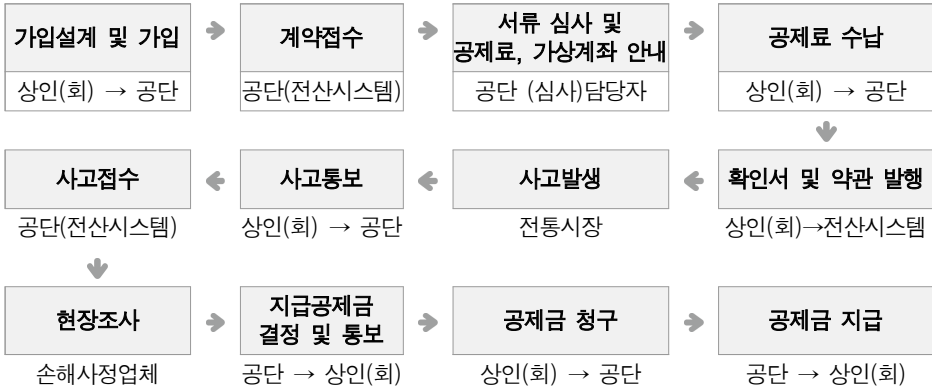 가입설계 및 가입
상인(회) → 공단
계약접수
공단(전산시스템)
서류 심사 및
공제료, 가상계좌 안내
공단 (심사)담당자
공제료 수납
상인(회) → 공단
확인서 및 약관 발행
상인(회)→전산시스템
사고발생
전통시장
사고통보
상인(회) → 공단
사고접수
공단(전산시스템)
현장조사
손해사정업체
지급공제금
결정 및 통보
공단 → 상인(회)
공제금 청구
상인(회) → 공단
공제금 지급
공단 → 상인(회)